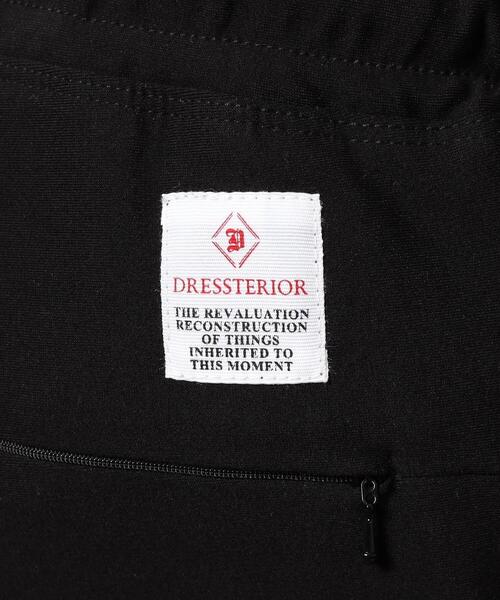 D
DRESSTERIOR
THE REVALUATION
RECONSTRUCTION
OF THINGS
INHERITED TO
THIS MOMENT